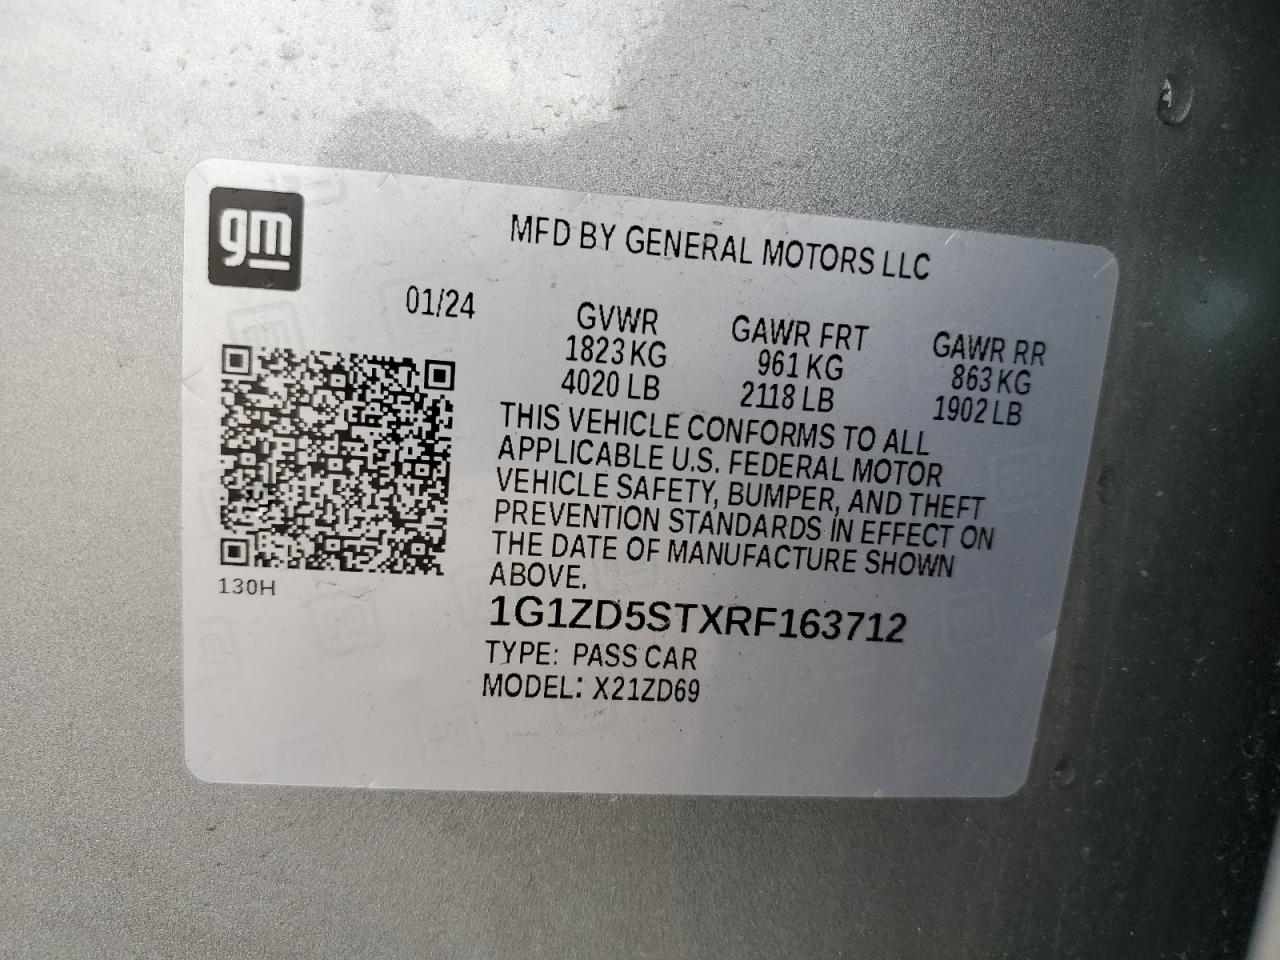 gm
MFD BY GENERAL MOTORS LLC
01/24
GVWR
1823 KG
4020 LB
GAWR FRT
961 KG
2118 LB
GAWR RR
863 KG
1902 LB
THIS VEHICLE CONFORMS TO ALL
APPLICABLE U.S. FEDERAL MOTOR
VEHICLE SAFETY, BUMPER, AND THEFT
PREVENTION STANDARDS IN EFFECT ON
THE DATE OF MANUFACTURE SHOWN
ABOVE.
130H
1G1ZD5STXRF163712
TYPE: PASS CAR
MODEL: X21ZD69